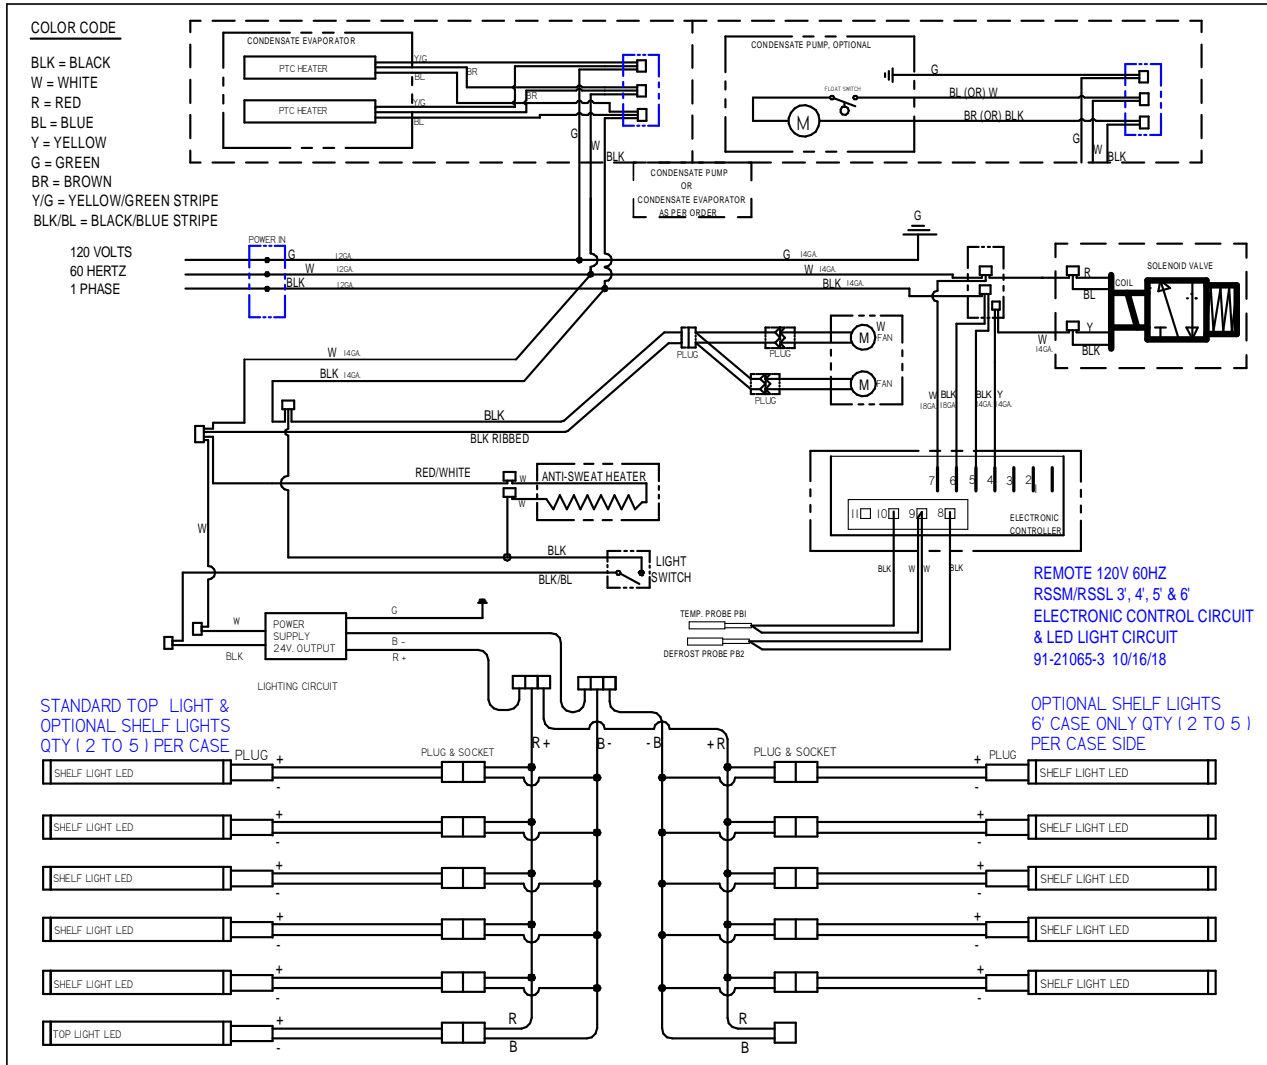 COLOR CODE
BLK = BLACK
W = WHITE
R = RED
BL = BLUE
Y = YELLOW
G = GREEN
BR = BROWN
Y/G = YELLOW/GREEN STRIPE
BLK/BL = BLACK/BLUE STRIPE
120 VOLTS
60 HERTZ
1 PHASE
CONDENSATE EVAPORATOR
PTC HEATER
PTC HEATER
Y/G
BL
BR
Y/G
BL
BR
G
W
BLK
CONDENSATE PUMP, OPTIONAL
G
FLOAT SWITCH
M
BL (OR) W
BR (OR) BLK
G
W
BLK
CONDENSATE PUMP
OR
CONDENSATE EVAPORATOR
AS PER ORDER
POWER IN
G 12GA.
W 12GA.
BLK 12GA.
G 14GA.
W 14GA.
BLK 14GA.
G
SOLENOID VALVE
COIL
R
BL
Y
BLK
W
14GA.
W 14GA.
BLK 14GA.
PLUG
PLUG
PLUG
M
W
FAN
M
FAN
BLK
BLK RIBBED
W BLK BLK Y
18GA. 18GA. 14GA. 14GA.
RED/WHITE
W
W
ANTI-SWEAT HEATER
7 6 5 4 3 2 1
11 10 9 8
ELECTRONIC
CONTROLLER
W
BLK
BLK/BL
LIGHT
SWITCH
BLK W W BLK
TEMP. PROBE PB1
DEFROST PROBE PB2
REMOTE 120V 60HZ
RSSM/RSSL 3', 4', 5' & 6'
ELECTRONIC CONTROL CIRCUIT
& LED LIGHT CIRCUIT
91-21065-3 10/16/18
W
BLK
POWER
SUPPLY
24V. OUTPUT
G
B -
R +
LIGHTING CIRCUIT
STANDARD TOP LIGHT &
OPTIONAL SHELF LIGHTS
QTY ( 2 TO 5 ) PER CASE
OPTIONAL SHELF LIGHTS
6' CASE ONLY QTY ( 2 TO 5 )
PER CASE SIDE
R+ B- -B +R
PLUG
PLUG & SOCKET
PLUG & SOCKET
PLUG
SHELF LIGHT LED
+
-
+
-
SHELF LIGHT LED
SHELF LIGHT LED
+
-
+
-
SHELF LIGHT LED
SHELF LIGHT LED
+
-
+
-
SHELF LIGHT LED
SHELF LIGHT LED
+
-
+
-
SHELF LIGHT LED
SHELF LIGHT LED
+
-
+
-
SHELF LIGHT LED
TOP LIGHT LED
+
-
R
B
R
B